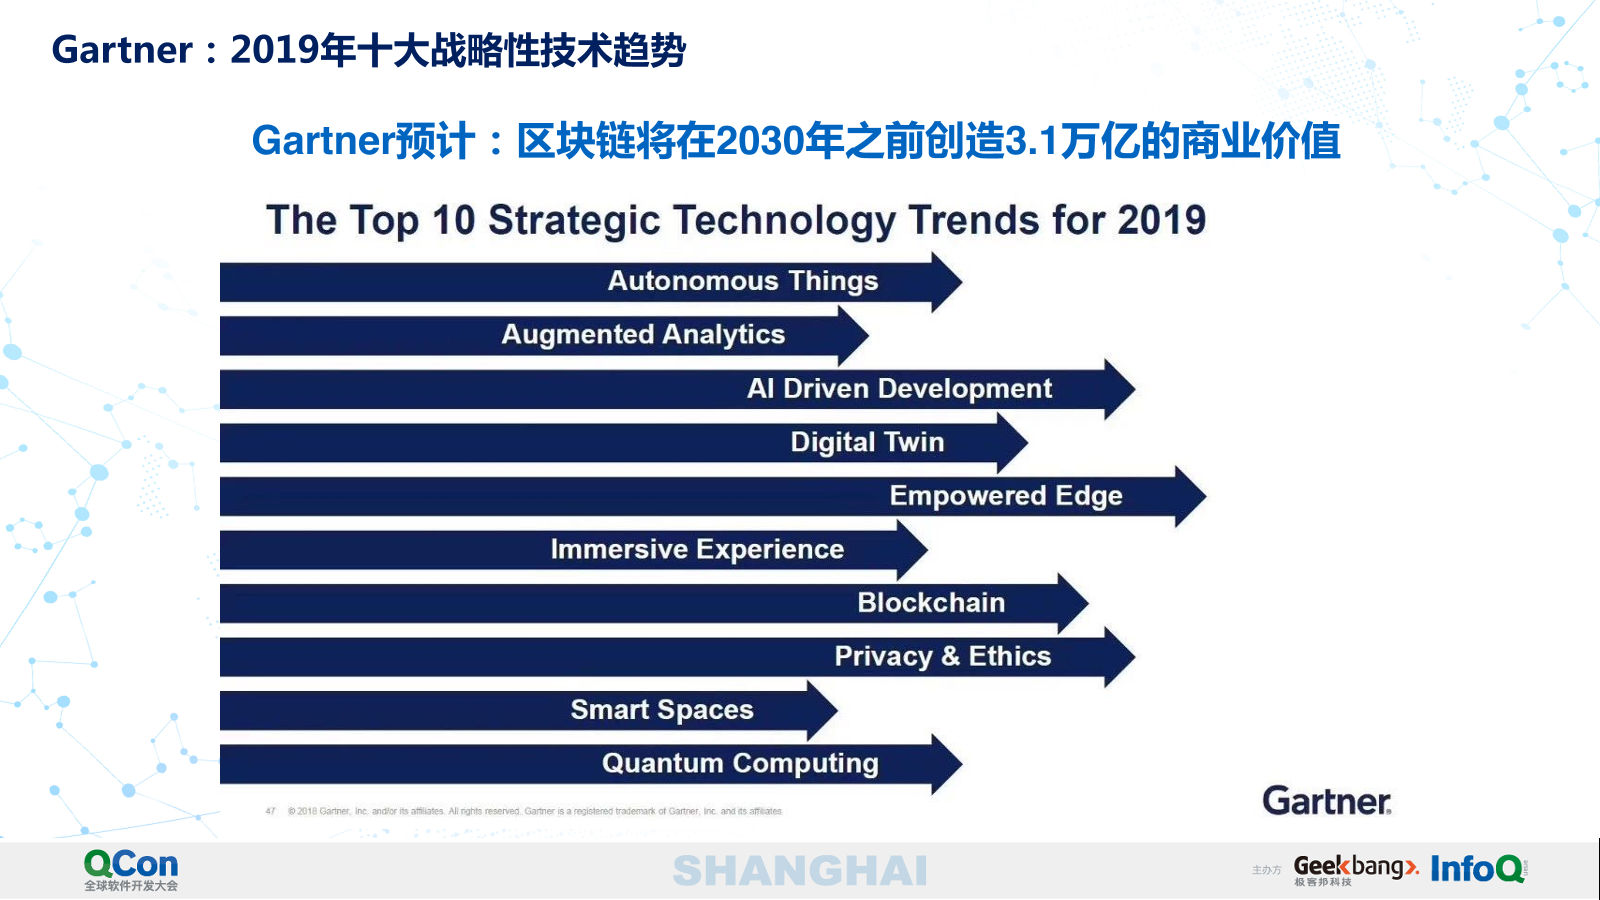 Gartner：2019年十大战略性技术趋势
Gartner预计：区块链将在2030年之前创造3.1万亿的商业价值
The Top 10 Strategic Technology Trends for 2019
Autonomous Things
Augmented Analytics
AI Driven Development
Digital Twin
Empowered Edge
Immersive Experience
Blockchain
Privacy & Ethics
Smart Spaces
Quantum Computing
47 © 2018 Gartner, Inc. and/or its affiliates. All rights reserved. Gartner is a registered trademark of Gartner, Inc. and its affiliates.
Gartner®
QCon
全球软件开发大会
SHANGHAI
主办方
Geekbang>.
极客邦科技
InfoQ